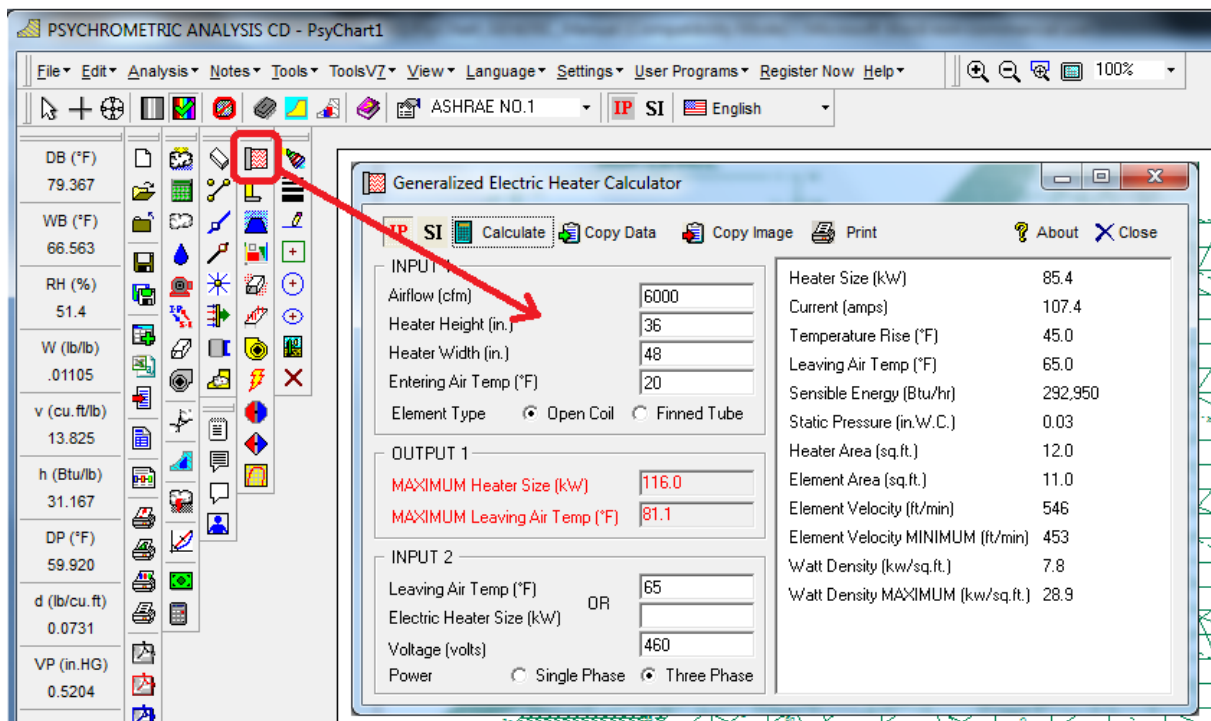 PSYCHROMETRIC ANALYSIS CD - PsyChart1
File Edit Analysis Notes Tools ToolsV7 View Language Settings User Programs Register Now Help 100%
ASHRAE NO.1 IP SI English
DB (°F)
79.367
WB (°F)
66.563
RH (%)
51.4
W (lb/lb)
.01105
v (cu.ft/lb)
13.825
h (Btu/lb)
31.167
DP (°F)
59.920
d (lb/cu.ft)
0.0731
VP (in.HG)
0.5204
Generalized Electric Heater Calculator
IP SI Calculate Copy Data Copy Image Print About Close
INPUT 1
Airflow (cfm) 6000
Heater Height (in.) 36
Heater Width (in.) 48
Entering Air Temp (°F) 20
Element Type Open Coil Finned Tube
OUTPUT 1
MAXIMUM Heater Size (kW) 116.0
MAXIMUM Leaving Air Temp (°F) 81.1
INPUT 2
Leaving Air Temp (°F) 65
OR
Electric Heater Size (kW)
Voltage (volts) 460
Power Single Phase Three Phase
Heater Size (kW) 85.4
Current (amps) 107.4
Temperature Rise (°F) 45.0
Leaving Air Temp (°F) 65.0
Sensible Energy (Btu/hr) 292,950
Static Pressure (in.W.C.) 0.03
Heater Area (sq.ft.) 12.0
Element Area (sq.ft.) 11.0
Element Velocity (ft/min) 546
Element Velocity MINIMUM (ft/min) 453
Watt Density (kw/sq.ft.) 7.8
Watt Density MAXIMUM (kw/sq.ft.) 28.9